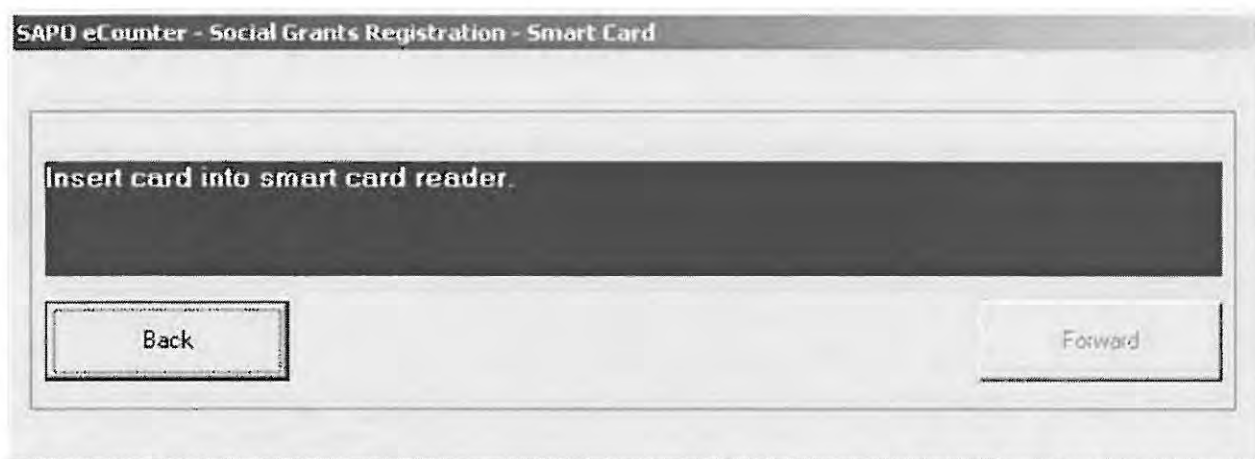 SAPO eCounter - Social Grants Registration - Smart Card
Insert card into smart card reader.
Back
Forward